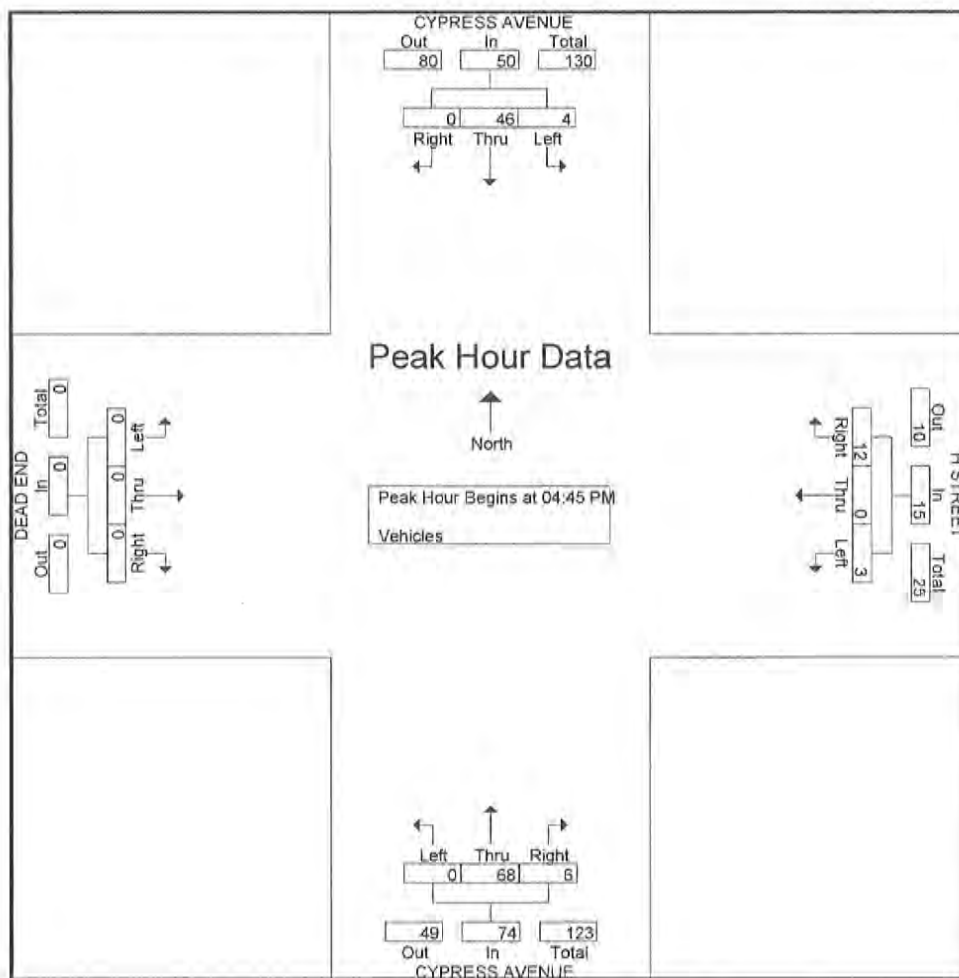 CYPRESS AVENUE
Out In Total
80 50 130
0 46 4
Right Thru Left
Peak Hour Data
North
Peak Hour Begins at 04:45 PM
Vehicles
DEAD END
Out In Total
0 0 0
Right Thru Left
0 0 0
H STREET
Out In Total
10 15 25
Right Thru Left
12 0 3
Left Thru Right
0 68 6
49 74 123
Out In Total
CYPRESS AVENUE